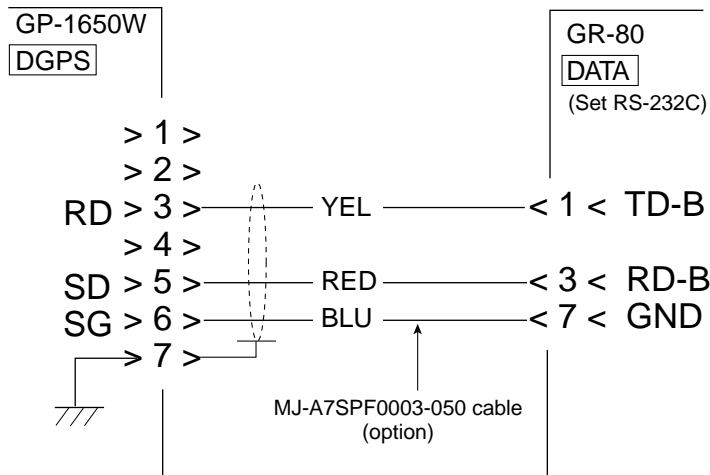 GP-1650W
DGPS
GR-80
DATA
(Set RS-232C)
> 1 >
> 2 >
RD > 3 > YEL < 1 < TD-B
> 4 >
SD > 5 > RED < 3 < RD-B
SG > 6 > BLU < 7 < GND
> 7 >
MJ-A7SPF0003-050 cable
(option)